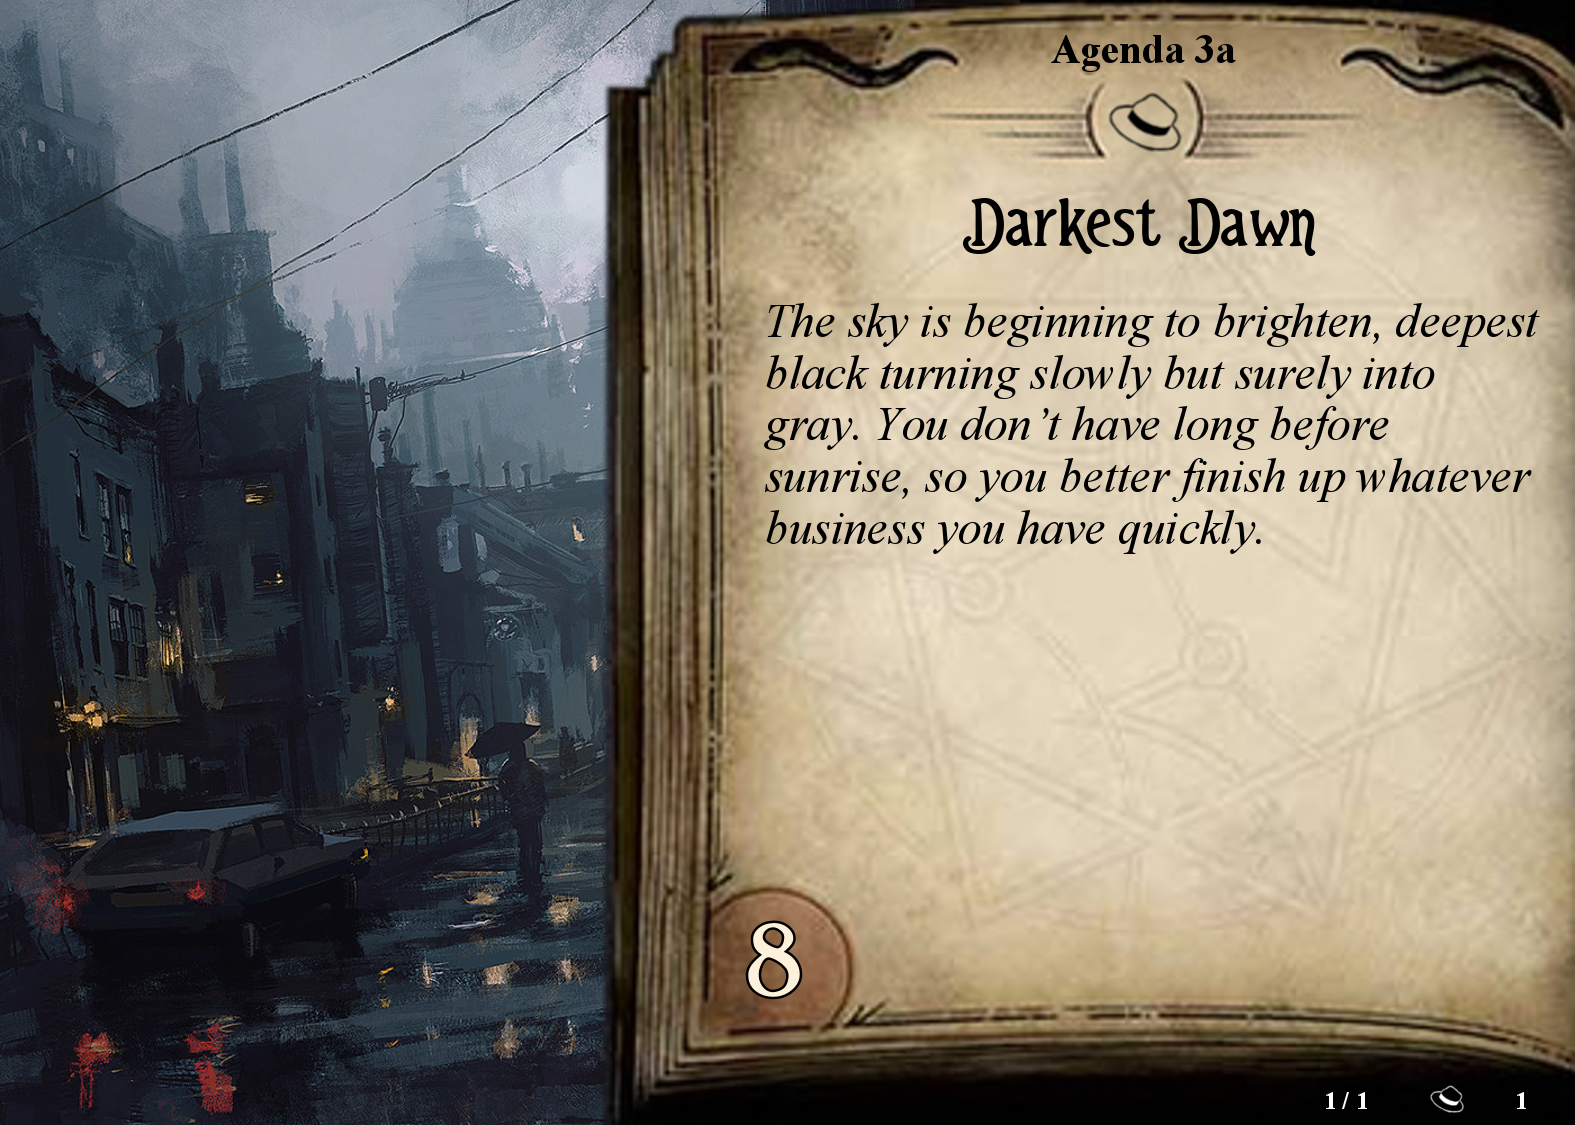 Agenda 3a
Darkest Dawn
The sky is beginning to brighten, deepest
black turning slowly but surely into
gray. You don’t have long before
sunrise, so you better finish up whatever
business you have quickly.
8
1 / 1
1